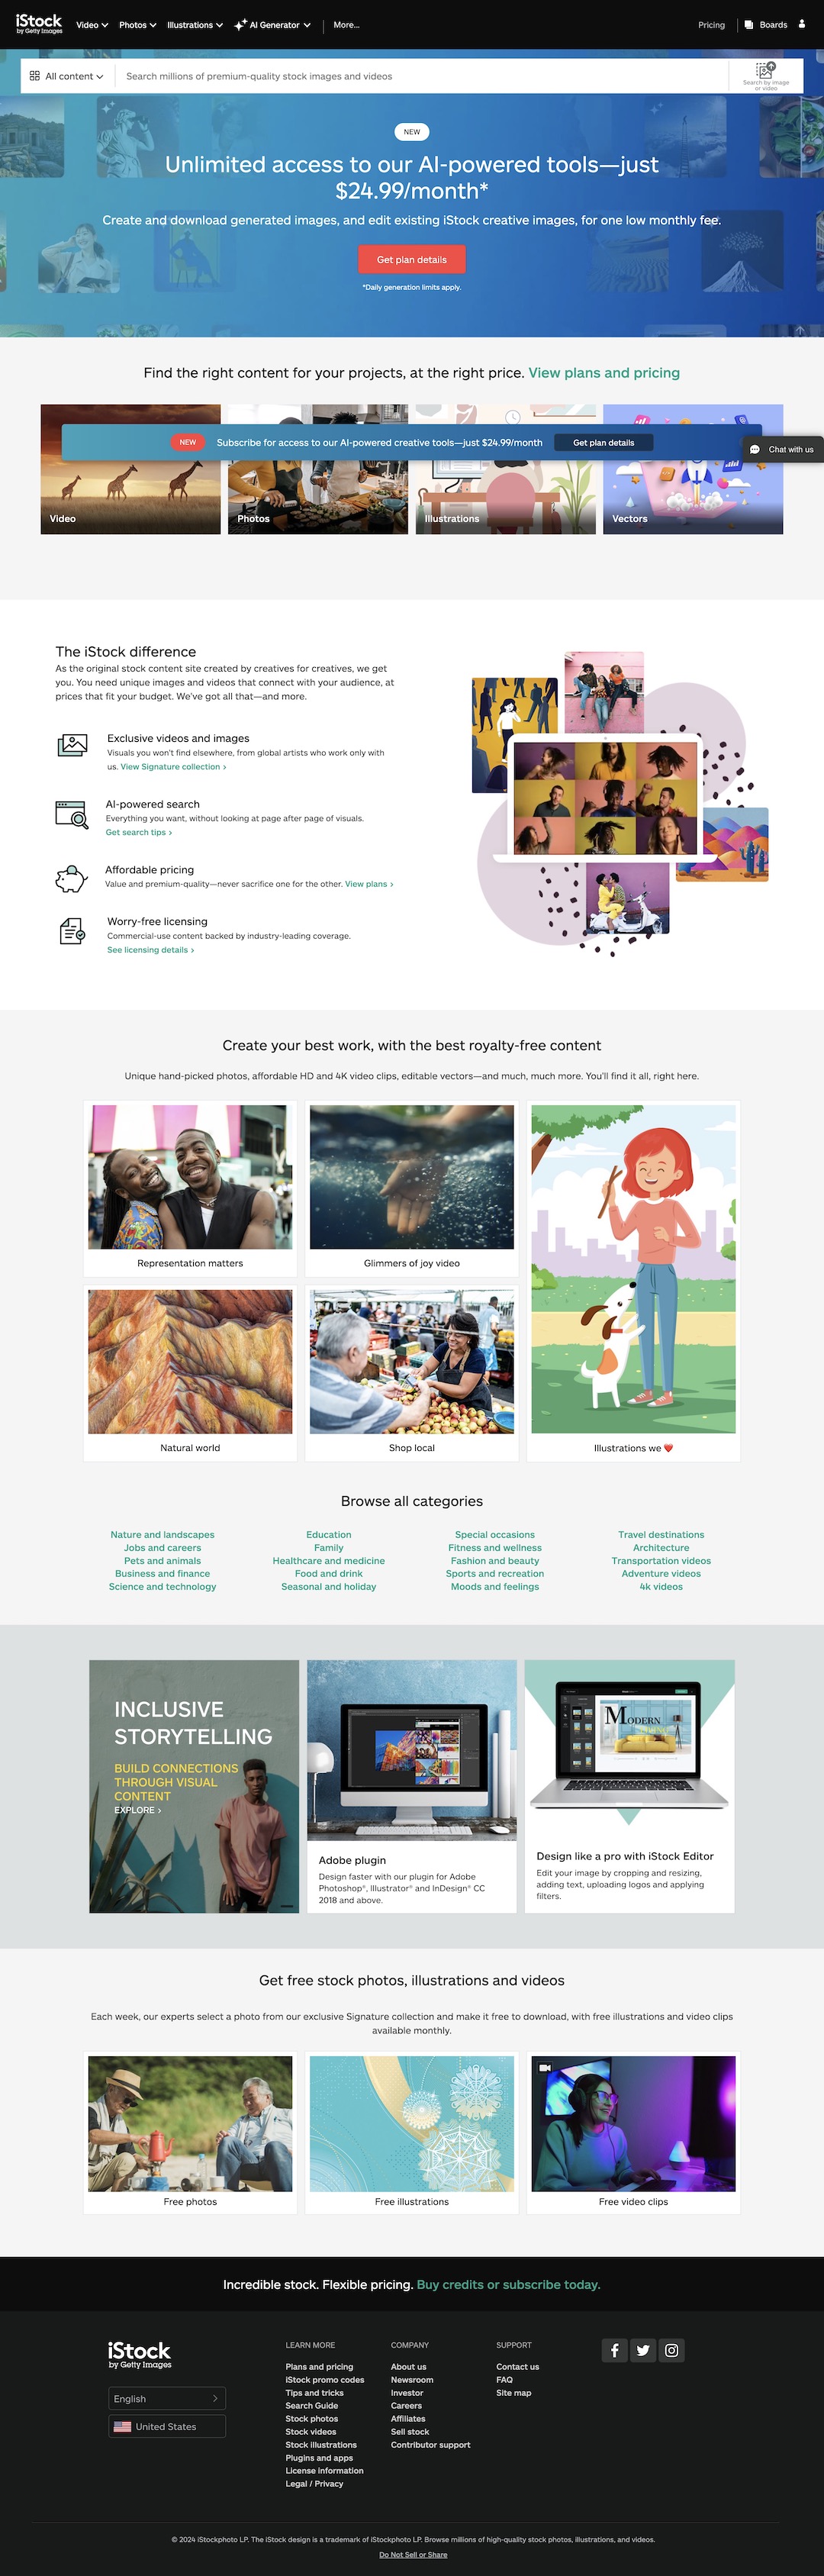 iStock
by Getty Images
Video
Photos
Illustrations
AI Generator
More...
Pricing
Boards
All content
Search millions of premium-quality stock images and videos
Search by image
or video
NEW
Unlimited access to our AI-powered tools—just
$24.99/month*
Create and download generated images, and edit existing iStock creative images, for one low monthly fee.
Get plan details
*Daily generation limits apply.
Find the right content for your projects, at the right price. View plans and pricing
NEW
Subscribe for access to our AI-powered creative tools—just $24.99/month
Get plan details
Chat with us
Video
Photos
Illustrations
Vectors
The iStock difference
As the original stock content site created by creatives for creatives, we get
you. You need unique images and videos that connect with your audience, at
prices that fit your budget. We've got all that—and more.
Exclusive videos and images
Visuals you won't find elsewhere, from global artists who work only with
us. View Signature collection >
AI-powered search
Everything you want, without looking at page after page of visuals.
Get search tips >
Affordable pricing
Value and premium-quality—never sacrifice one for the other. View plans >
Worry-free licensing
Commercial-use content backed by industry-leading coverage.
See licensing details >
Create your best work, with the best royalty-free content
Unique hand-picked photos, affordable HD and 4K video clips, editable vectors—and much, much more. You'll find it all, right here.
Representation matters
Glimmers of joy video
Natural world
Shop local
Illustrations we ❤️
Browse all categories
Nature and landscapes
Jobs and careers
Pets and animals
Business and finance
Science and technology
Education
Family
Healthcare and medicine
Food and drink
Seasonal and holiday
Special occasions
Fitness and wellness
Fashion and beauty
Sports and recreation
Moods and feelings
Travel destinations
Architecture
Transportation videos
Adventure videos
4k videos
INCLUSIVE
STORYTELLING
BUILD CONNECTIONS
THROUGH VISUAL
CONTENT
EXPLORE >
Adobe plugin
Design faster with our plugin for Adobe
Photoshop®, Illustrator® and InDesign® CC
2018 and above.
MODERN
Design like a pro with iStock Editor
Edit your image by cropping and resizing,
adding text, uploading logos and applying
filters.
Get free stock photos, illustrations and videos
Each week, our experts select a photo from our exclusive Signature collection and make it free to download, with free illustrations and video clips
available monthly.
Free photos
Free illustrations
Free video clips
Incredible stock. Flexible pricing. Buy credits or subscribe today.
iStock
by Getty Images
English
United States
LEARN MORE
Plans and pricing
iStock promo codes
Tips and tricks
Search Guide
Stock photos
Stock videos
Stock illustrations
Plugins and apps
License information
Legal / Privacy
COMPANY
About us
Newsroom
Investor
Careers
Affiliates
Sell stock
Contributor support
SUPPORT
Contact us
FAQ
Site map
© 2024 iStockphoto LP. The iStock design is a trademark of iStockphoto LP. Browse millions of high-quality stock photos, illustrations, and videos.
Do Not Sell or Share